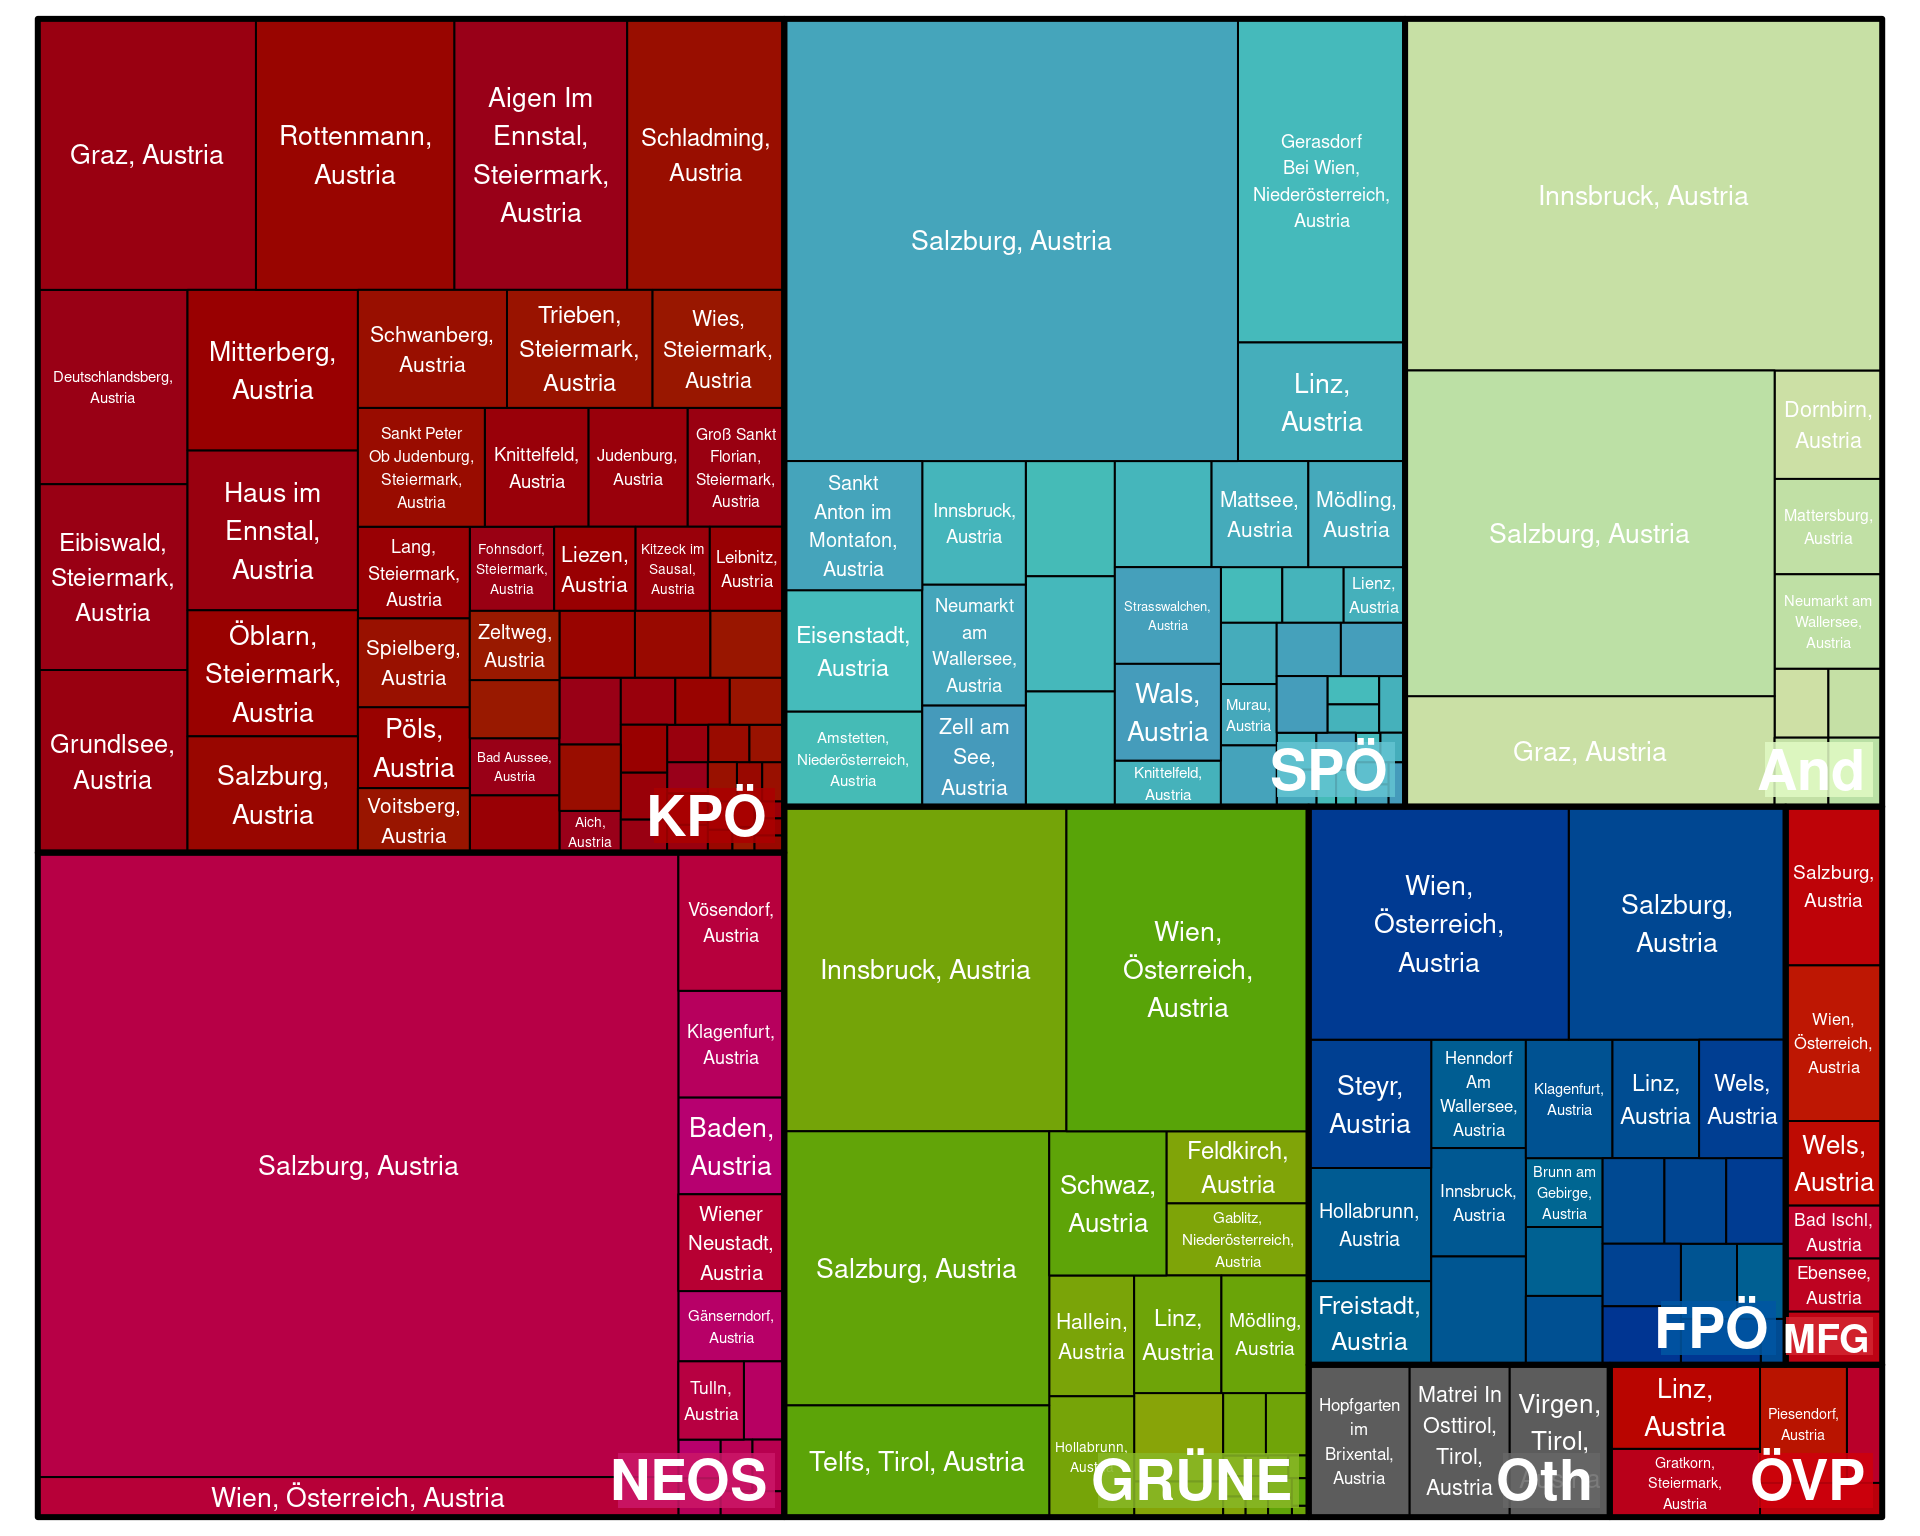 Graz, Austria
Rottenmann,
Austria
Aigen Im
Ennstal,
Steiermark,
Austria
Schladming,
Austria
Deutschlandsberg,
Austria
Eibiswald,
Steiermark,
Austria
Grundlsee,
Austria
Mitterberg,
Austria
Haus im
Ennstal,
Austria
Öblarn,
Steiermark,
Austria
Salzburg,
Austria
Schwanberg,
Austria
Trieben,
Steiermark,
Austria
Wies,
Steiermark,
Austria
Sankt Peter
Ob Judenburg,
Steiermark,
Austria
Knittelfeld,
Austria
Judenburg,
Austria
Groß Sankt
Florian,
Steiermark,
Austria
Lang,
Steiermark,
Austria
Spielberg,
Austria
Pöls,
Austria
Voitsberg,
Austria
Fohnsdorf,
Steiermark,
Austria
Liezen,
Austria
Kitzeck im
Sausal,
Austria
Leibnitz,
Austria
Zeltweg,
Austria
Bad Aussee,
Austria
Aich,
Austria
KPÖ
Salzburg, Austria
Wien, Österreich, Austria
Vösendorf,
Austria
Klagenfurt,
Austria
Baden,
Austria
Wiener
Neustadt,
Austria
Gänserndorf,
Austria
Tulln,
Austria
NEOS
Salzburg, Austria
Gerasdorf
Bei Wien,
Niederösterreich,
Austria
Linz,
Austria
Sankt
Anton im
Montafon,
Austria
Eisenstadt,
Austria
Amstetten,
Niederösterreich,
Austria
Innsbruck,
Austria
Neumarkt
am
Wallersee,
Austria
Zell am
See,
Austria
Mattsee,
Austria
Mödling,
Austria
Strasswalchen,
Austria
Wals,
Austria
Knittelfeld,
Austria
Lienz,
Austria
Murau,
Austria
SPÖ
Innsbruck, Austria
Salzburg, Austria
Graz, Austria
Dornbirn,
Austria
Mattersburg,
Austria
Neumarkt am
Wallersee,
Austria
And
Innsbruck, Austria
Wien,
Österreich,
Austria
Salzburg, Austria
Telfs, Tirol, Austria
Schwaz,
Austria
Feldkirch,
Austria
Gablitz,
Niederösterreich,
Austria
Hallein,
Austria
Linz,
Austria
Mödling,
Austria
Hollabrunn,
Austria
GRÜNE
Wien,
Österreich,
Austria
Salzburg,
Austria
Steyr,
Austria
Hollabrunn,
Austria
Freistadt,
Austria
Henndorf
Am
Wallersee,
Austria
Innsbruck,
Austria
Klagenfurt,
Austria
Linz,
Austria
Wels,
Austria
Brunn am
Gebirge,
Austria
FPÖ
Salzburg,
Austria
Wien,
Österreich,
Austria
Wels,
Austria
Bad Ischl,
Austria
Ebensee,
Austria
MFG
Hopfgarten
im
Brixental,
Austria
Matrei In
Osttirol,
Tirol,
Austria
Virgen,
Tirol,
Austria
Oth
Linz,
Austria
Gratkorn,
Steiermark,
Austria
Piesendorf,
Austria
ÖVP